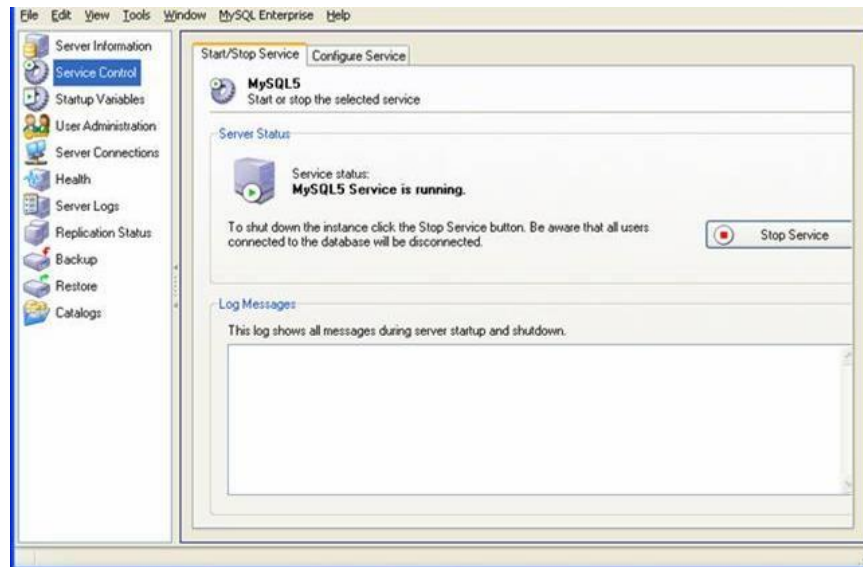 File Edit View Tools Window MySQL Enterprise Help
Server Information
Service Control
Startup Variables
User Administration
Server Connections
Health
Server Logs
Replication Status
Backup
Restore
Catalogs
Start/Stop Service Configure Service
MySQL5
Start or stop the selected service
Server Status
Service status:
MySQL5 Service is running.
To shut down the instance click the Stop Service button. Be aware that all users
connected to the database will be disconnected.
Stop Service
Log Messages
This log shows all messages during server startup and shutdown.